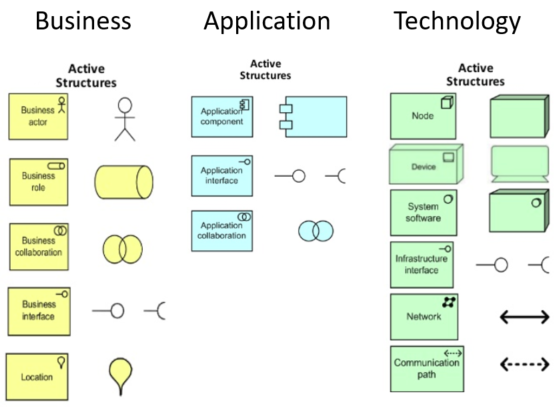 Business
Application
Technology
Active
Structures
Business
actor
Business
role
Business
collaboration
Business
interface
Location
Active
Structures
Application
component
Application
interface
Application
collaboration
Active
Structures
Node
Device
System
software
Infrastructure
interface
Network
Communication
path